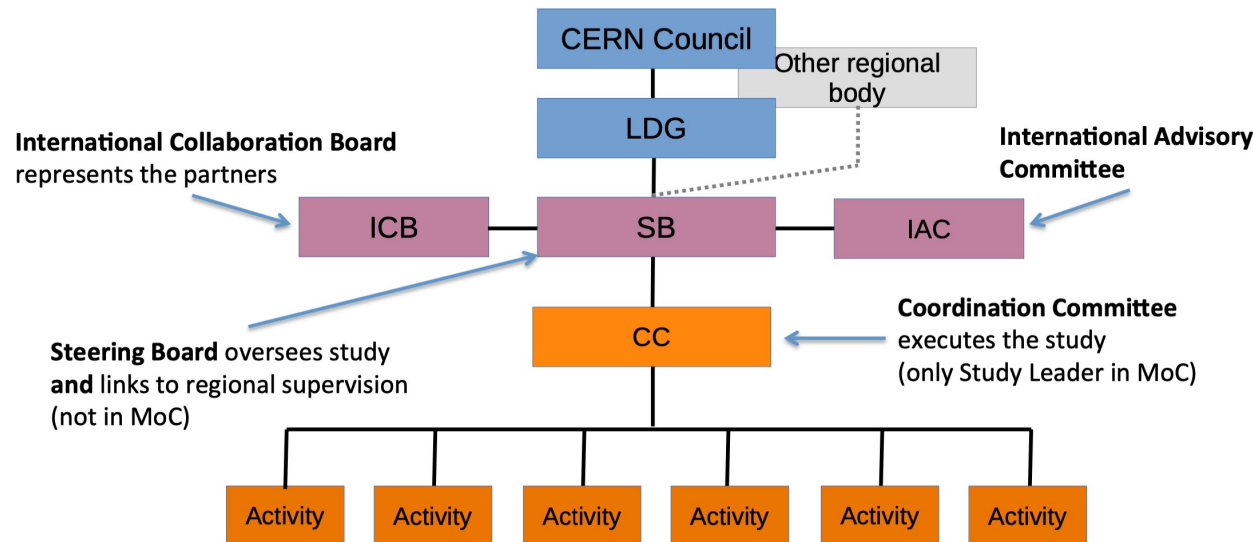 CERN Council
Other regional
body
LDG
International Collaboration Board
represents the partners
International Advisory
Committee
ICB
SB
IAC
Steering Board oversees study
and links to regional supervision
(not in MoC)
CC
Coordination Committee
executes the study
(only Study Leader in MoC)
Activity
Activity
Activity
Activity
Activity
Activity